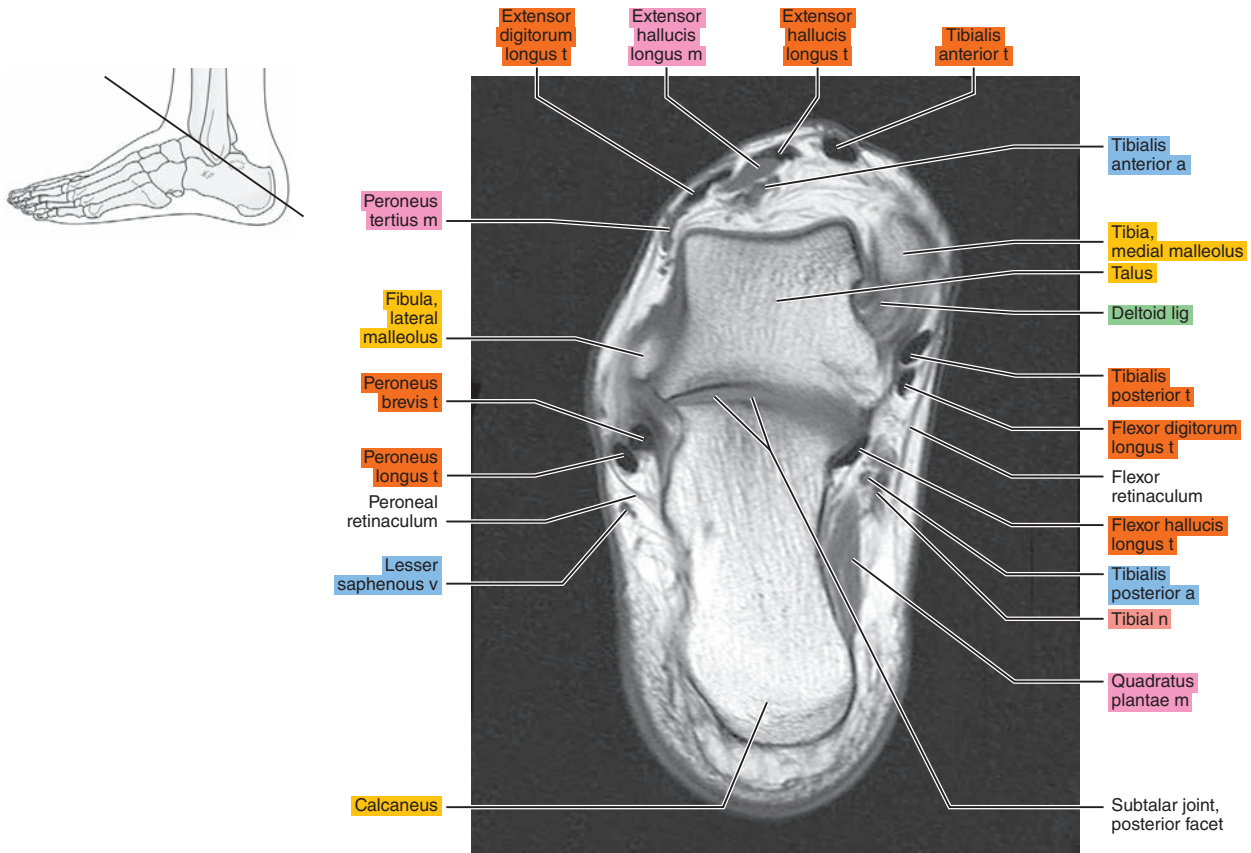 Extensor
digitorum
longus t
Extensor
hallucis
longus m
Extensor
hallucis
longus t
Tibialis
anterior t
Tibialis
anterior a
Tibia,
medial malleolus
Talus
Deltoid lig
Tibialis
posterior t
Flexor digitorum
longus t
Flexor
retinaculum
Flexor hallucis
longus t
Tibialis
posterior a
Tibial n
Quadratus
plantae m
Subtalar joint,
posterior facet
Peroneus
tertius m
Fibula,
lateral
malleolus
Peroneus
brevis t
Peroneus
longus t
Peroneal
retinaculum
Lesser
saphenous v
Calcaneus